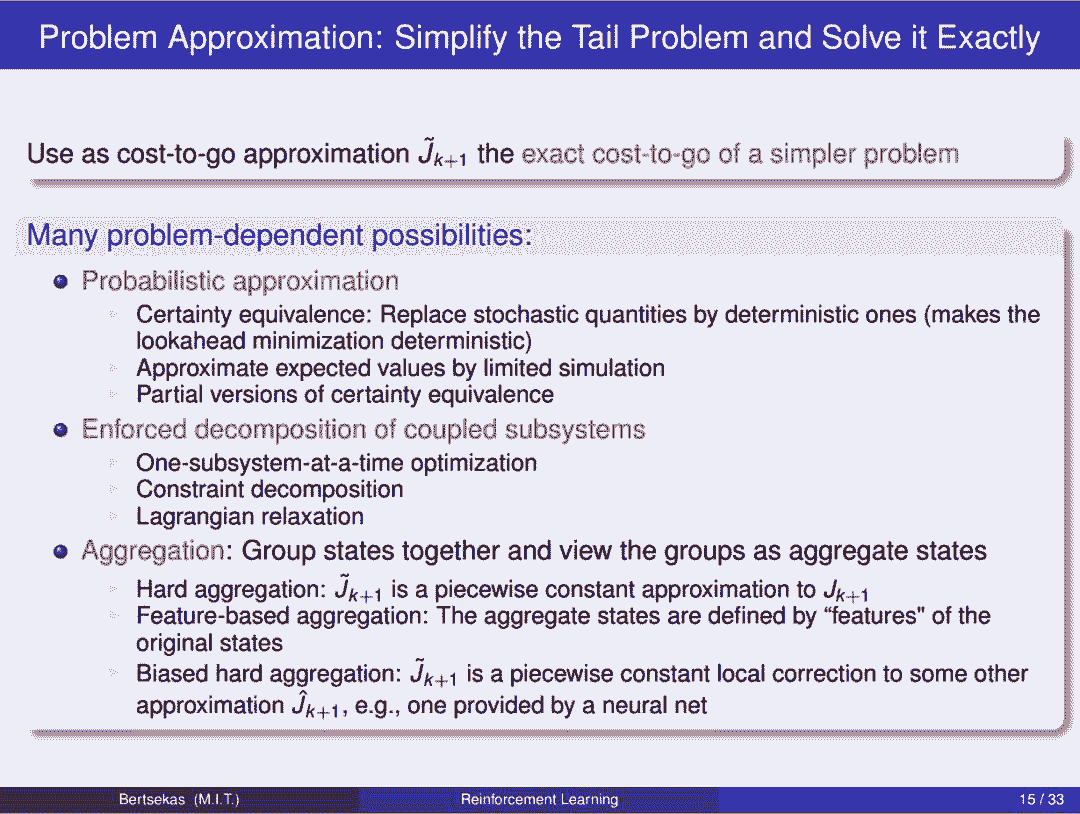 Problem Approximation: Simplify the Tail Problem and Solve it Exactly
Use as cost-to-go approximation J̃k+1 the exact cost-to-go of a simpler problem
Many problem-dependent possibilities:
Probabilistic approximation
Certainty equivalence: Replace stochastic quantities by deterministic ones (makes the
lookahead minimization deterministic)
Approximate expected values by limited simulation
Partial versions of certainty equivalence
Enforced decomposition of coupled subsystems
One-subsystem-at-a-time optimization
Constraint decomposition
Lagrangian relaxation
Aggregation: Group states together and view the groups as aggregate states
Hard aggregation: J̃k+1 is a piecewise constant approximation to Jk+1
Feature-based aggregation: The aggregate states are defined by “features" of the
original states
Biased hard aggregation: J̃k+1 is a piecewise constant local correction to some other
approximation Ĵk+1, e.g., one provided by a neural net
Bertsekas (M.I.T.) Reinforcement Learning 15 / 33